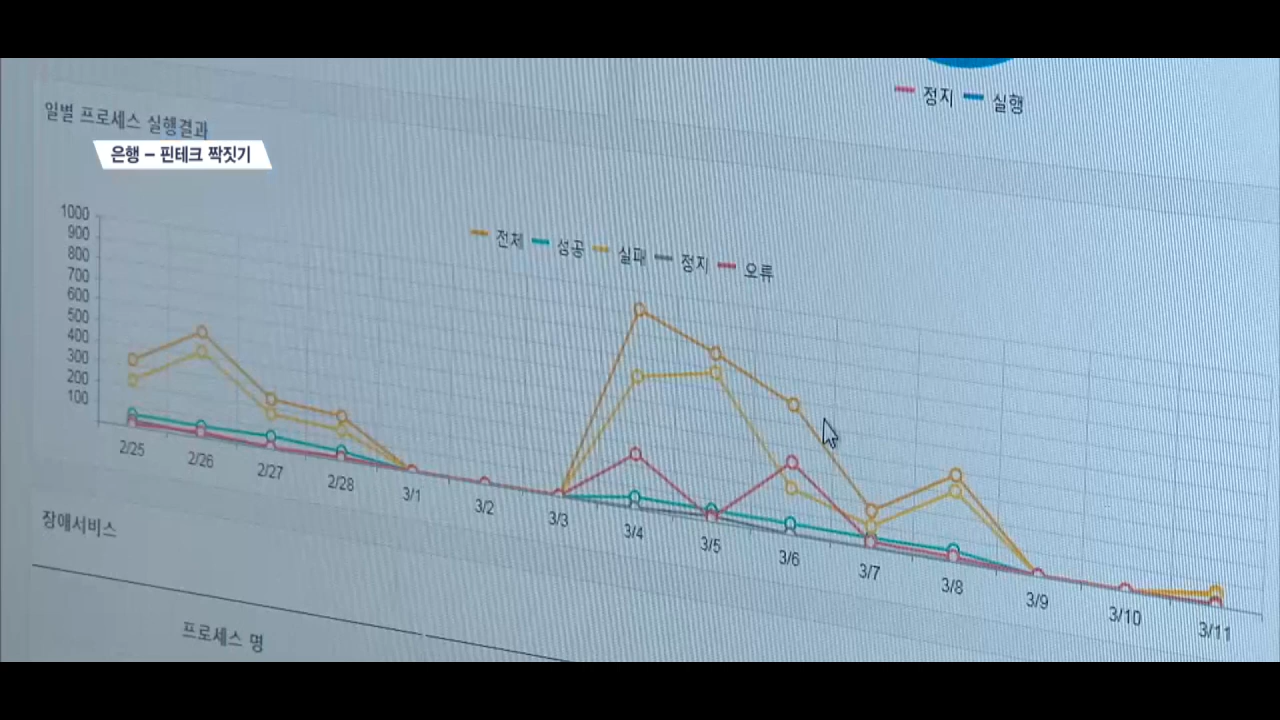 정지 실행
일별 프로세스 실행결과
은행 – 핀테크 짝짓기
전체 성공 실패 정지 오류
1000
900
800
700
600
500
400
300
200
100
2/25 2/26 2/27 2/28 3/1 3/2 3/3 3/4 3/5 3/6 3/7 3/8 3/9 3/10 3/11
장애서비스
프로세스 명